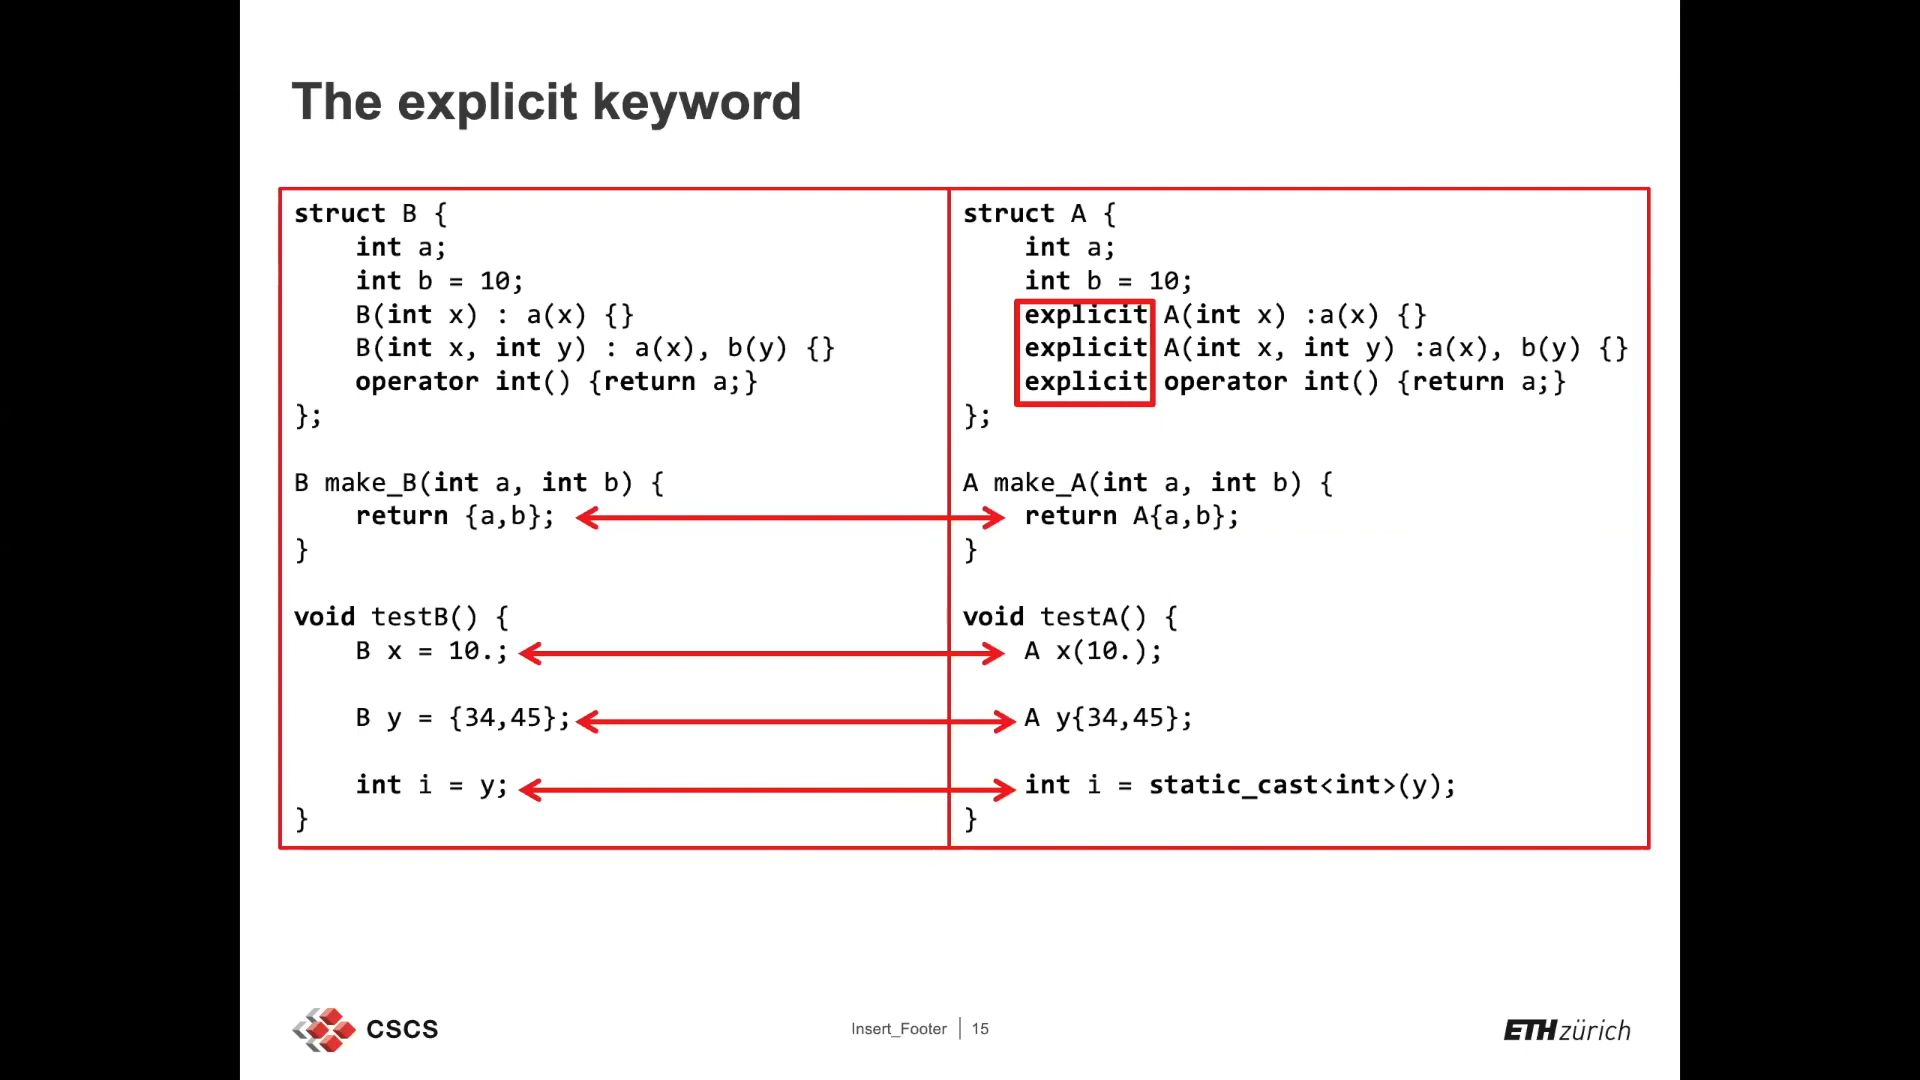 The explicit keyword
struct B {
    int a;
    int b = 10;
    B(int x) : a(x) {}
    B(int x, int y) : a(x), b(y) {}
    operator int() {return a;}
};
B make_B(int a, int b) {
    return {a,b};
}
void testB() {
    B x = 10.;
    B y = {34,45};
    int i = y;
}
struct A {
    int a;
    int b = 10;
    explicit A(int x) :a(x) {}
    explicit A(int x, int y) :a(x), b(y) {}
    explicit operator int() {return a;}
};
A make_A(int a, int b) {
    return A{a,b};
}
void testA() {
    A x(10.);
    A y{34,45};
    int i = static_cast<int>(y);
}
CSCS
Insert_Footer | 15
ETH zürich